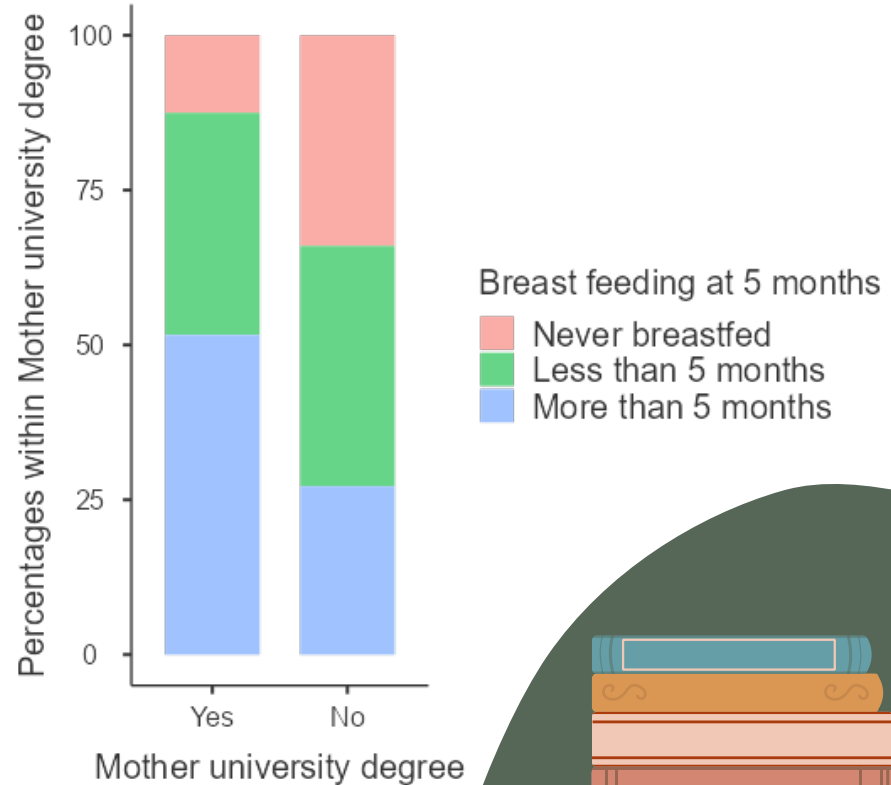 Percentages within Mother university degree
100
75
50
25
0
Yes No
Mother university degree
Breast feeding at 5 months
Never breastfed
Less than 5 months
More than 5 months